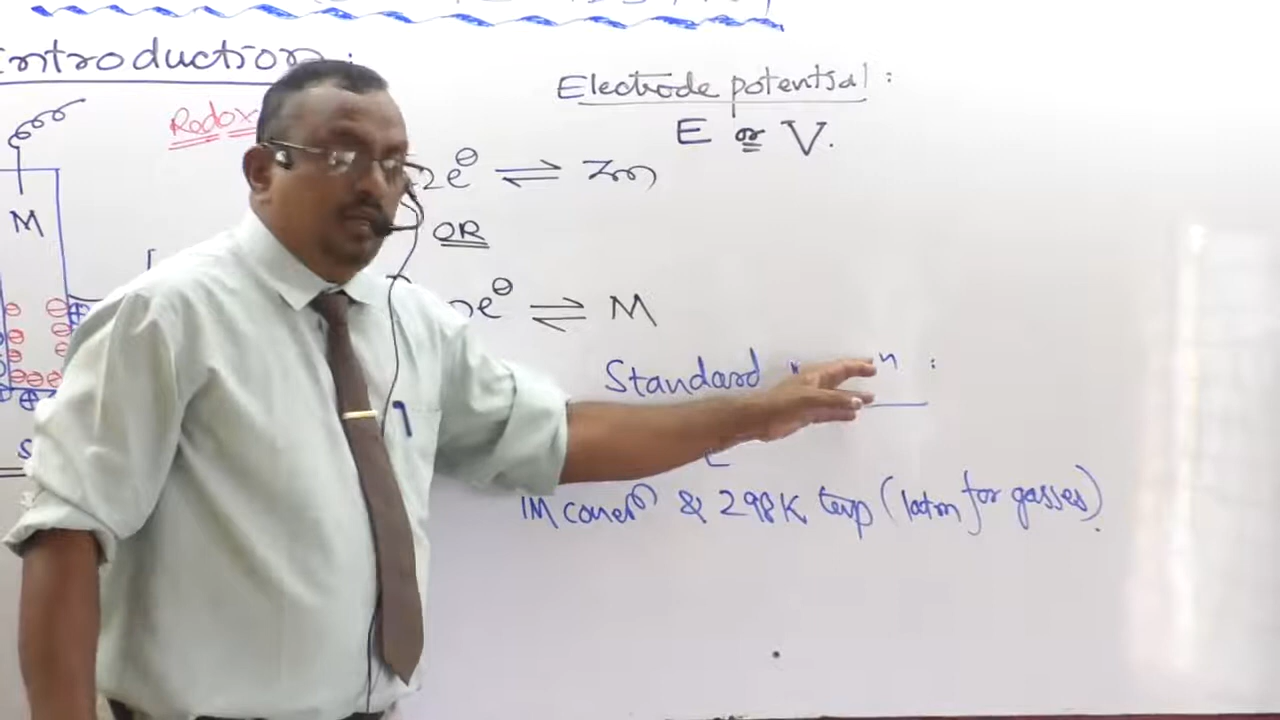 Introduction :
Redox
Electrode potential :
E or V.
2e⊖ ⇌ Zn
OR
M
e⊖ ⇌ M
Standard n :
1M concn & 298K temp (1atm for gasses).